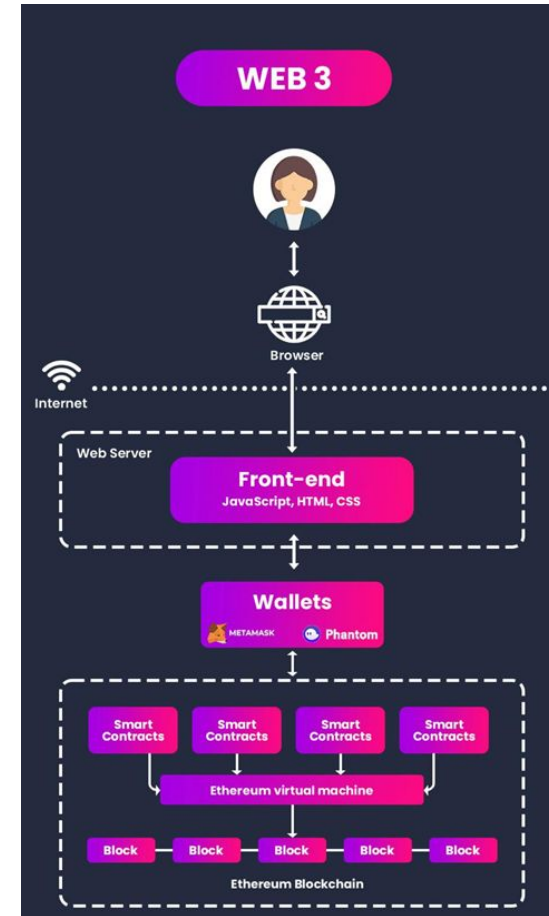 WEB 3
Browser
Internet
Web Server
Front-end
JavaScript, HTML, CSS
Wallets
METAMASK
Phantom
Smart
Contracts
Smart
Contracts
Smart
Contracts
Smart
Contracts
Ethereum virtual machine
Block
Block
Block
Block
Block
Ethereum Blockchain